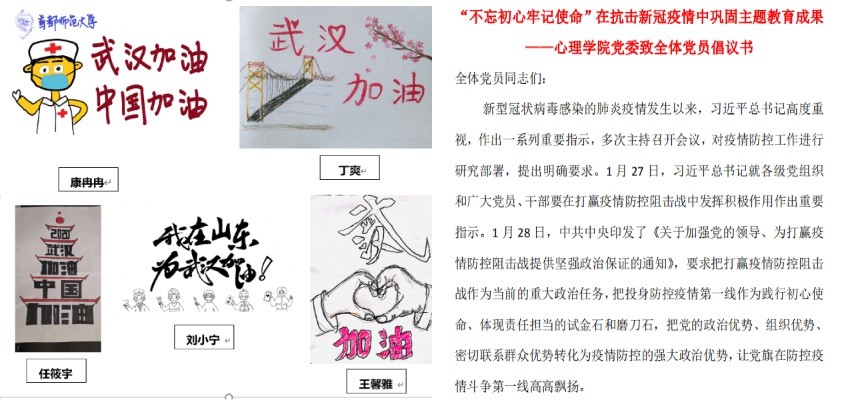 首都师范大学
武汉加油
中国加油
康冉冉
武汉
加油
丁爽
2020
武汉
加油
中国
加油
任筱宇
我在山东
为武汉加油！
刘小宁
武汉
加油
王馨雅
“不忘初心牢记使命”在抗击新冠疫情中巩固主题教育成果
——心理学院党委致全体党员倡议书
全体党员同志们：
新型冠状病毒感染的肺炎疫情发生以来，习近平总书记高度重
视，作出一系列重要指示，多次主持召开会议，对疫情防控工作进行
研究部署，提出明确要求。1 月 27 日，习近平总书记就各级党组织
和广大党员、干部要在打赢疫情防控阻击战中发挥积极作用作出重要
指示。1 月 28 日，中共中央印发了《关于加强党的领导、为打赢疫
情防控阻击战提供坚强政治保证的通知》，要求把打赢疫情防控阻击
战作为当前的重大政治任务，把投身防控疫情第一线作为践行初心使
命、体现责任担当的试金石和磨刀石，把党的政治优势、组织优势、
密切联系群众优势转化为疫情防控的强大政治优势，让党旗在防控疫
情斗争第一线高高飘扬。